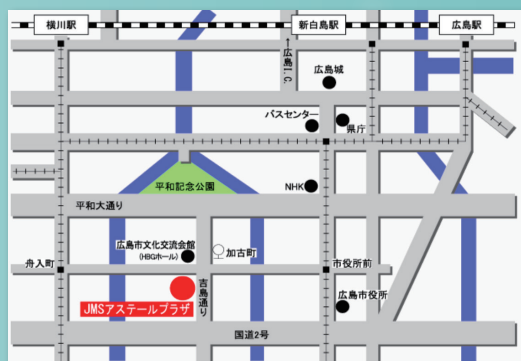 横川駅
新白島駅
広島駅
←広島I.C.
広島城
バスセンター
県庁
平和記念公園
NHK
平和大通り
広島市文化交流会館
(HBGホール)
加古町
舟入町
吉島通り
市役所前
JMSアステールプラザ
広島市役所
国道2号